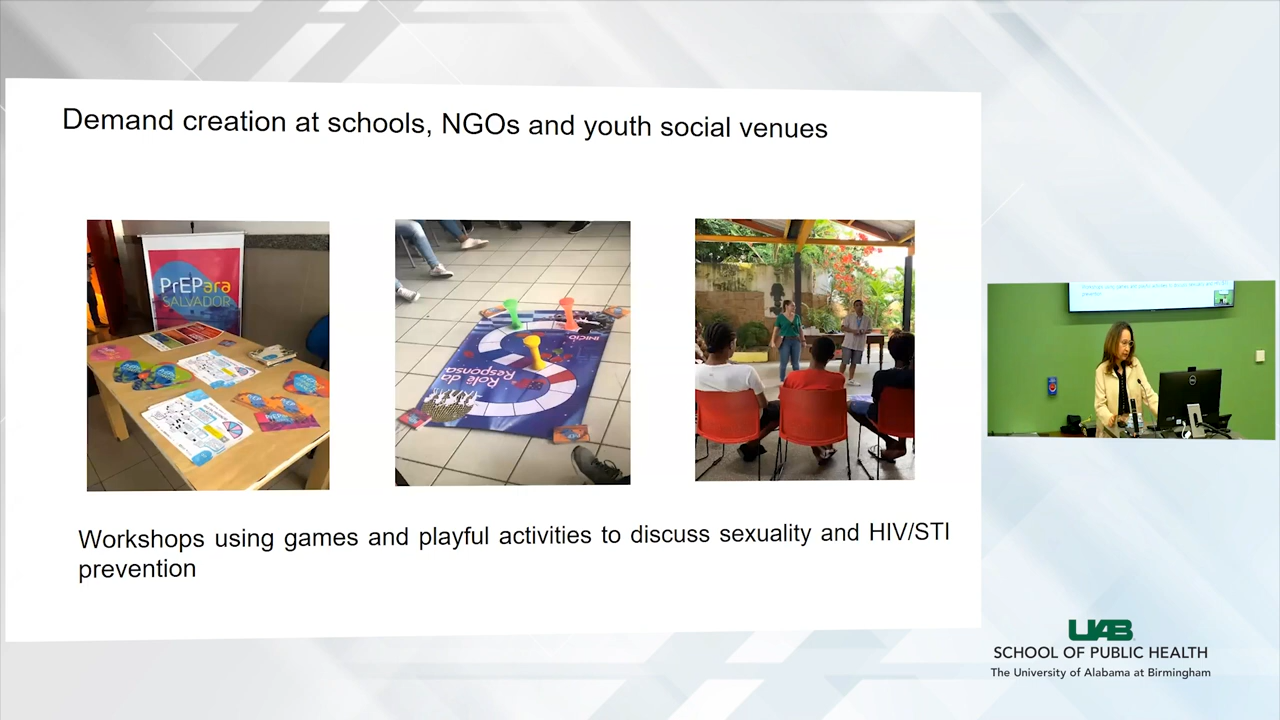 Demand creation at schools, NGOs and youth social venues
PrEPara
SALVADOR
INICIO
Rolê da
Responsa
Workshops using games and playful activities to discuss sexuality and HIV/STI
prevention
UAB
SCHOOL OF PUBLIC HEALTH
The University of Alabama at Birmingham